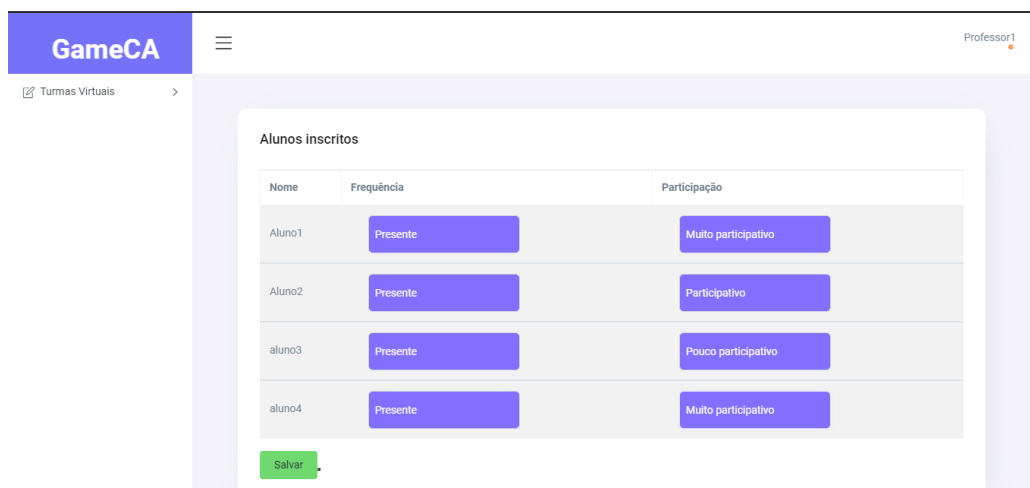 GameCA
Professor1
Turmas Virtuais
Alunos inscritos
Nome Frequência Participação
Aluno1 Presente Muito participativo
Aluno2 Presente Participativo
aluno3 Presente Pouco participativo
aluno4 Presente Muito participativo
Salvar .